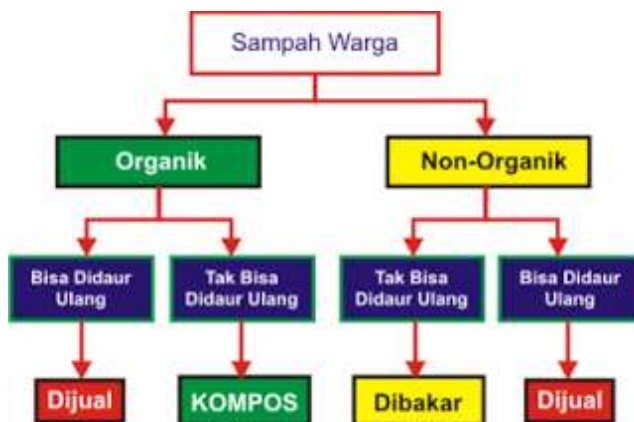 Sampah Warga
Organik
Non-Organik
Bisa Didaur
Ulang
Tak Bisa
Didaur Ulang
Tak Bisa
Didaur Ulang
Bisa Didaur
Ulang
Dijual
KOMPOS
Dibakar
Dijual